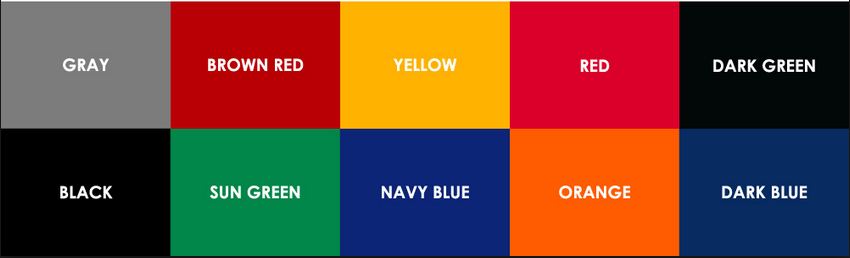 GRAY
BROWN RED
YELLOW
RED
DARK GREEN
BLACK
SUN GREEN
NAVY BLUE
ORANGE
DARK BLUE